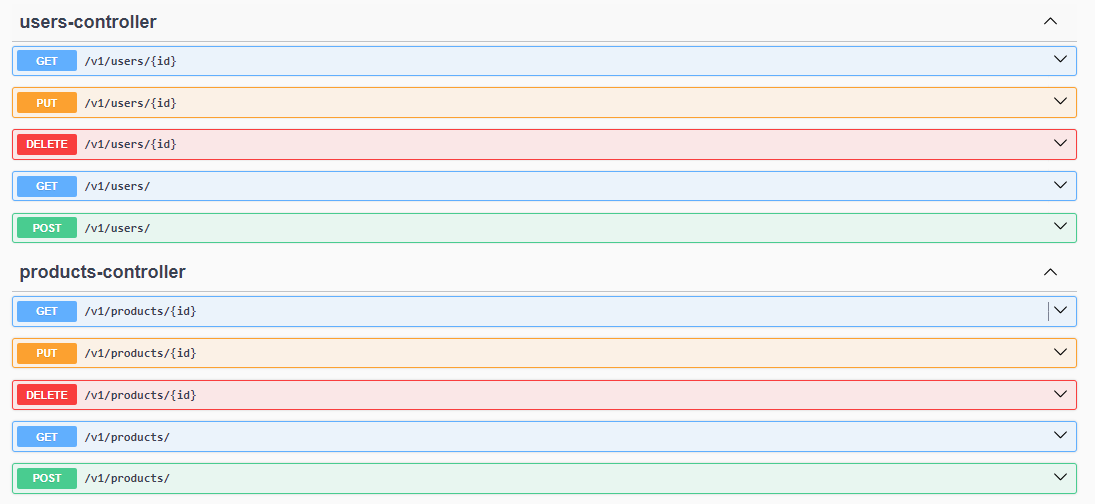 users-controller
GET /v1/users/{id}
PUT /v1/users/{id}
DELETE /v1/users/{id}
GET /v1/users/
POST /v1/users/
products-controller
GET /v1/products/{id}
PUT /v1/products/{id}
DELETE /v1/products/{id}
GET /v1/products/
POST /v1/products/